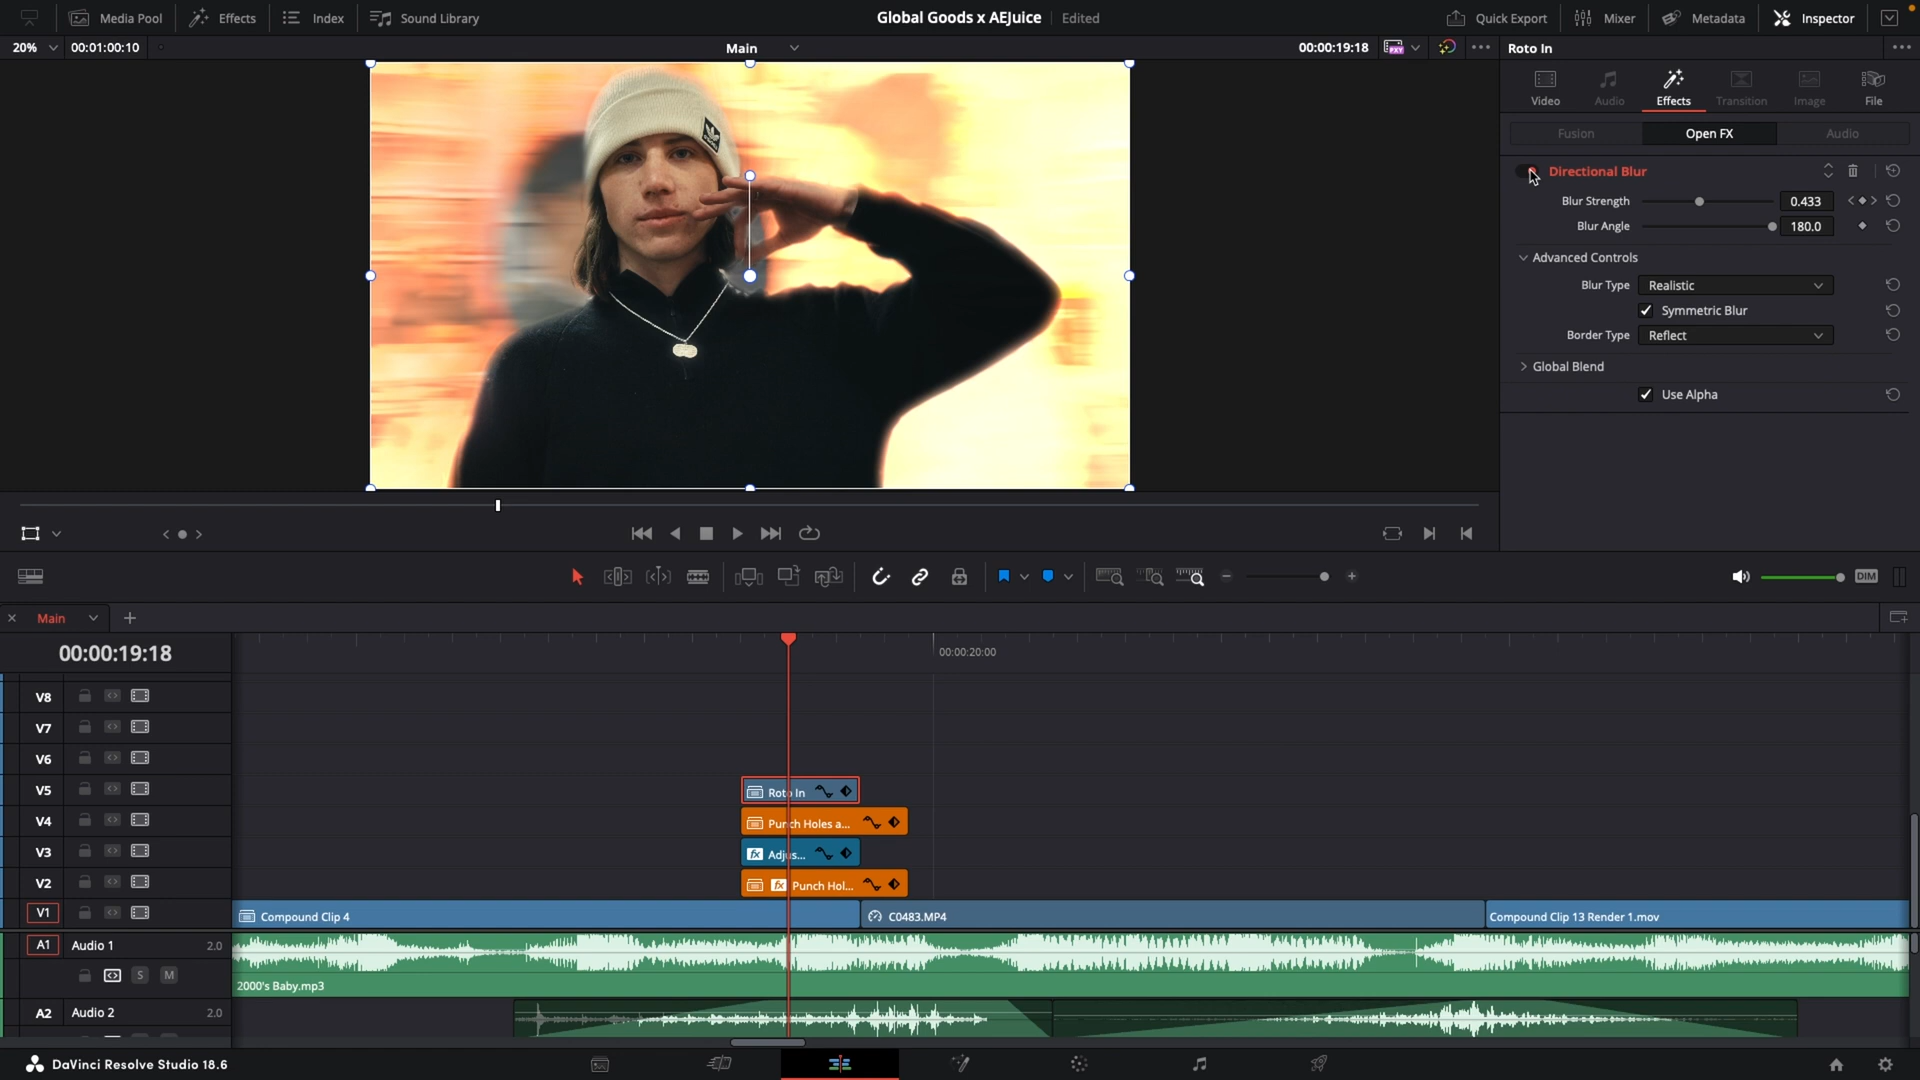 Media Pool Effects Index Sound Library Global Goods x AEJuice Edited Quick Export Mixer Metadata Inspector
20% 00:01:00:10 Main 00:00:19:18 PXY Roto In
Video Audio Effects Transition Image File
Fusion Open FX Audio
Directional Blur
Blur Strength 0.433
Blur Angle 180.0
Advanced Controls
Blur Type Realistic
Symmetric Blur
Border Type Reflect
Global Blend
Use Alpha
DIM
Main
00:00:19:18
00:00:20:00
V8
V7
V6
V5 Roto In
V4 Punch Holes a...
V3 fx Adjus...
V2 fx Punch Hol...
V1 Compound Clip 4 C0483.MP4 Compound Clip 13 Render 1.mov
A1 Audio 1 2.0
S M
2000's Baby.mp3
A2 Audio 2 2.0
DaVinci Resolve Studio 18.6